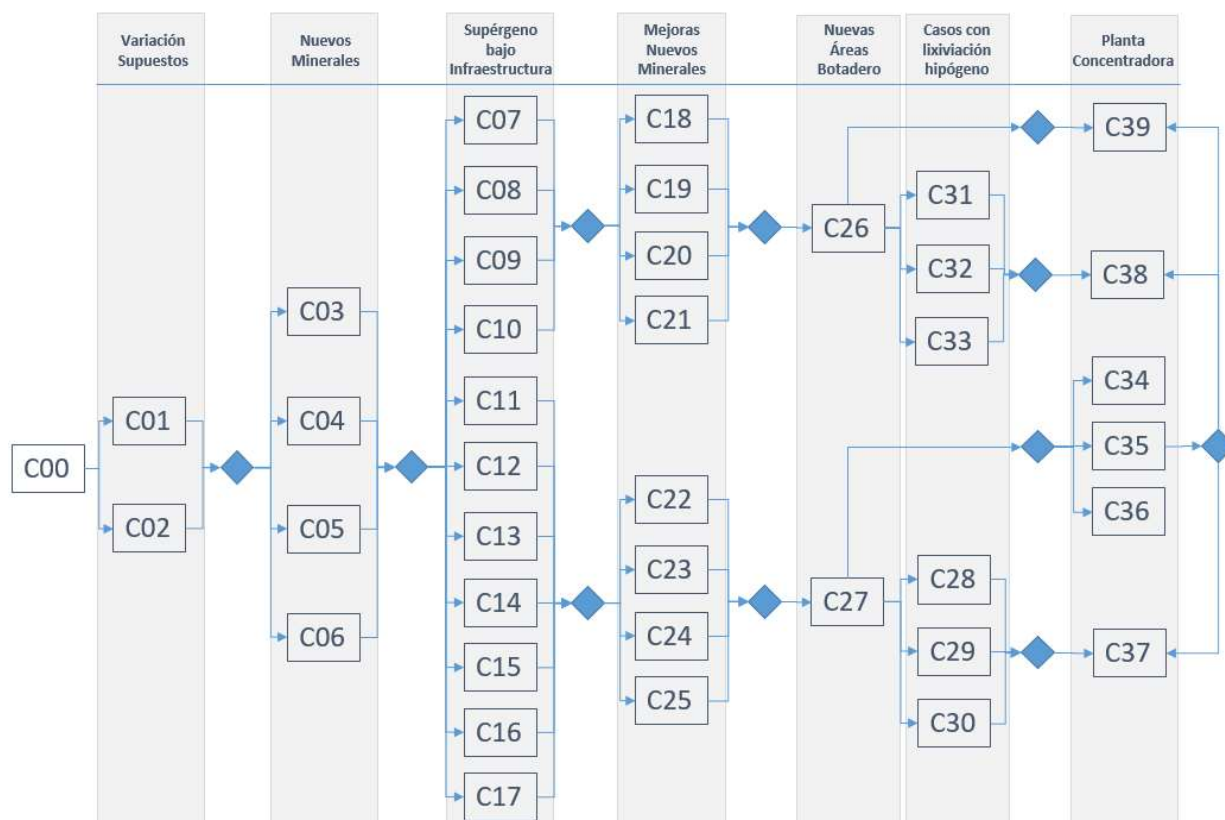 Variación
Supuestos
Nuevos
Minerales
Supérgeno
bajo
Infraestructura
Mejoras
Nuevos
Minerales
Nuevas
Áreas
Botadero
Casos con
lixiviación
hipógeno
Planta
Concentradora
C00
C01
C02
C03
C04
C05
C06
C07
C08
C09
C10
C11
C12
C13
C14
C15
C16
C17
C18
C19
C20
C21
C22
C23
C24
C25
C26
C27
C31
C32
C33
C28
C29
C30
C39
C38
C34
C35
C36
C37